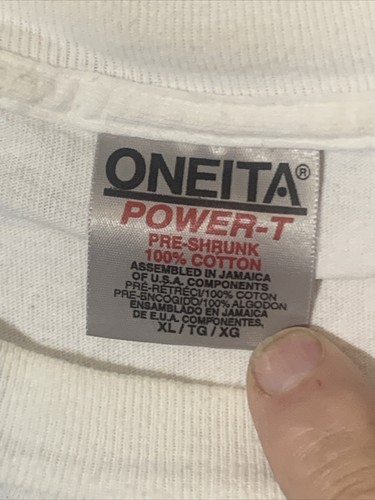 ONEITA®
POWER-T
PRE-SHRUNK
100% COTTON
ASSEMBLED IN JAMAICA
OF U.S.A. COMPONENTS
PRÉ-RÉTRÉCI/100% COTON
PRE-ENCOGIDO/100% ALGODON
ENSAMBLADO EN JAMAICA
DE E.U.A. COMPONENTES,
XL / TG / XG